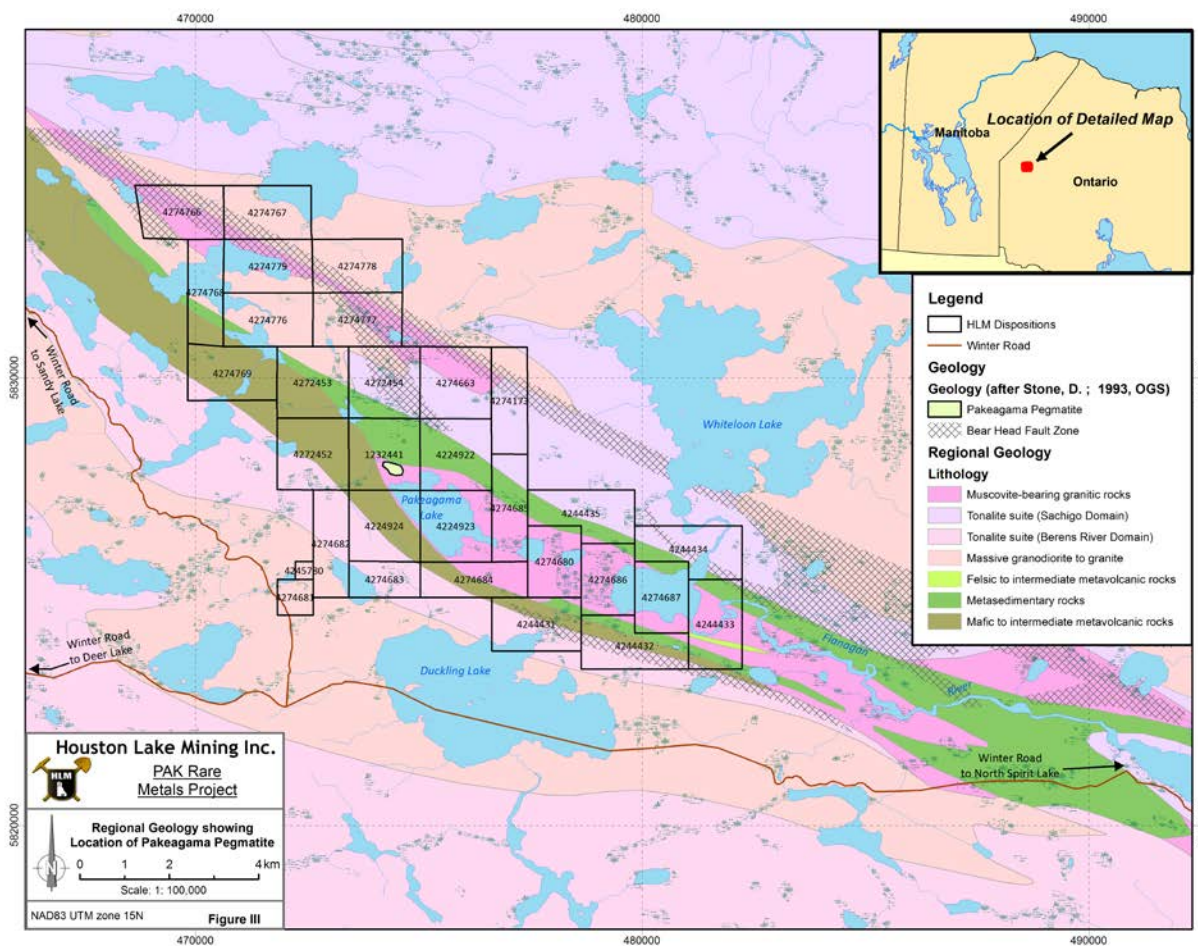 470000
480000
490000
Manitoba
Location of Detailed Map
Ontario
4274766
4274767
4274779
4274778
4274768
4274776
4274777
5830000
5830000
Winter Road
to Sandy Lake
4274769
4272453
4272454
4274663
4274173
Whiteloon Lake
4272452
1232441
4224922
Pakeagama
Lake
4224924
4224923
4274685
4244435
4274682
4244434
4245780
4274681
4274683
4274684
4274680
4274686
4274687
4244431
4244432
4244433
Flanagan
River
Winter Road
to Deer Lake
Duckling Lake
Winter Road
to North Spirit Lake
Legend
HLM Dispositions
Winter Road
Geology
Geology (after Stone, D. ; 1993, OGS)
Pakeagama Pegmatite
Bear Head Fault Zone
Regional Geology
Lithology
Muscovite-bearing granitic rocks
Tonalite suite (Sachigo Domain)
Tonalite suite (Berens River Domain)
Massive granodiorite to granite
Felsic to intermediate metavolcanic rocks
Metasedimentary rocks
Mafic to intermediate metavolcanic rocks
Houston Lake Mining Inc.
HLM
PAK Rare
Metals Project
Regional Geology showing
Location of Pakeagama Pegmatite
N
0 1 2 4 km
Scale: 1: 100,000
NAD83 UTM zone 15N
Figure III
5820000
5820000
470000
480000
490000